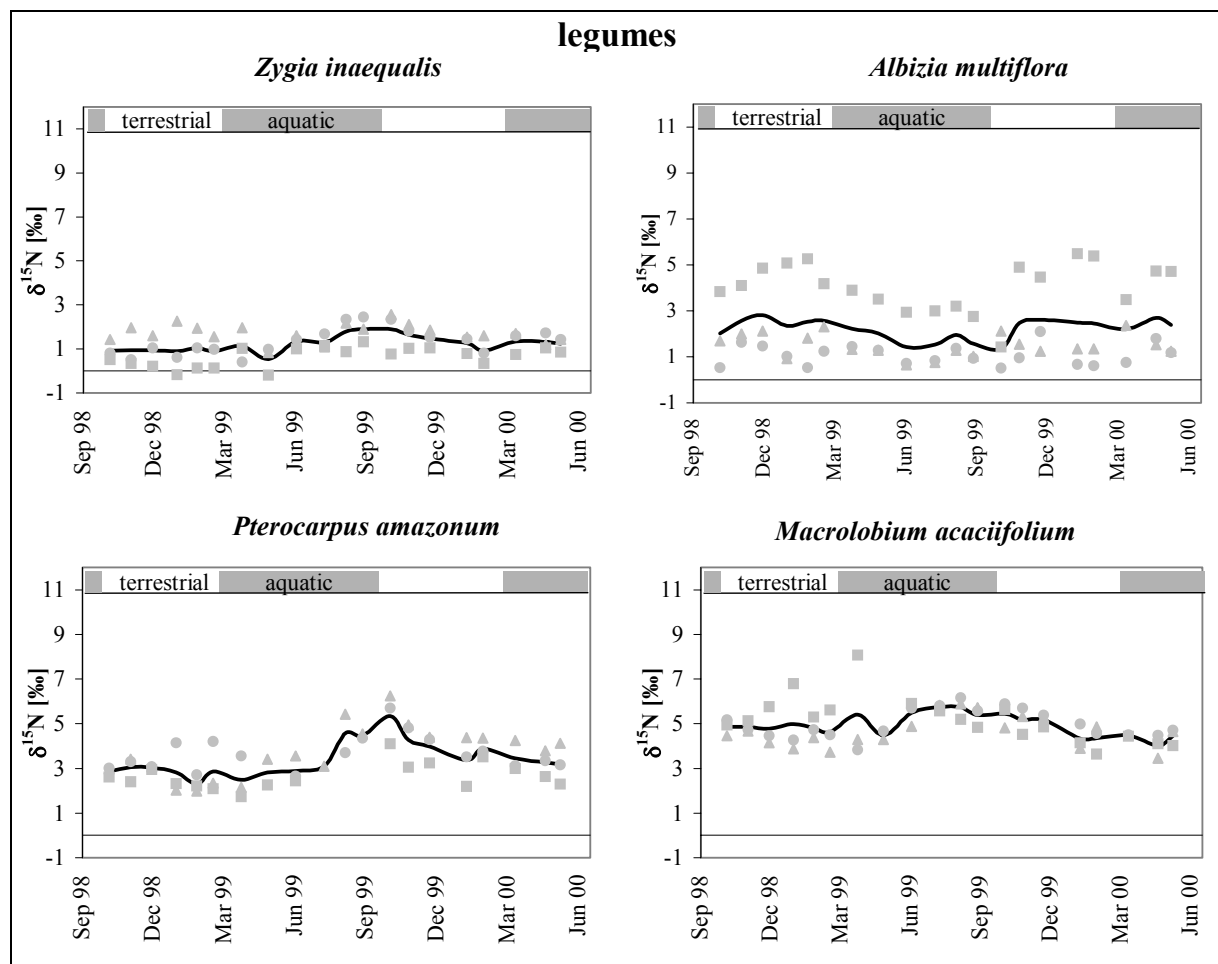 legumes
Zygia inaequalis
terrestrial aquatic
11
9
7
5
3
1
-1
δ¹⁵N [‰]
Sep 98 Dec 98 Mar 99 Jun 99 Sep 99 Dec 99 Mar 00 Jun 00
Albizia multiflora
terrestrial aquatic
11
9
7
5
3
1
-1
δ¹⁵N [‰]
Sep 98 Dec 98 Mar 99 Jun 99 Sep 99 Dec 99 Mar 00 Jun 00
Pterocarpus amazonum
terrestrial aquatic
11
9
7
5
3
1
-1
δ¹⁵N [‰]
Sep 98 Dec 98 Mar 99 Jun 99 Sep 99 Dec 99 Mar 00 Jun 00
Macrolobium acaciifolium
terrestrial aquatic
11
9
7
5
3
1
-1
δ¹⁵N [‰]
Sep 98 Dec 98 Mar 99 Jun 99 Sep 99 Dec 99 Mar 00 Jun 00